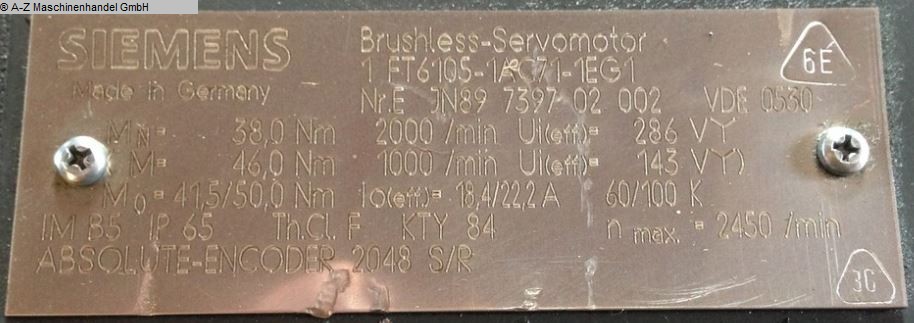 © A-Z Maschinenhandel GmbH
SIEMENS
Made in Germany
Brushless-Servomotor
1 FT6105-1AC71-1EG1
Nr.E JN89 7397 02 002 VDE 0530
6É
MN= 38,0 Nm 2000 /min Ui(eff)= 286 VY
( M= 46,0 Nm 1000 /min Ui(eff)= 143 VY)
M0 = 41,5/50,0 Nm Io(eff)= 18,4/22,2 A 60/100 K
IM B5 IP 65 Th.Cl. F KTY 84 n max. = 2450 /min
ABSOLUTE-ENCODER 2048 S/R